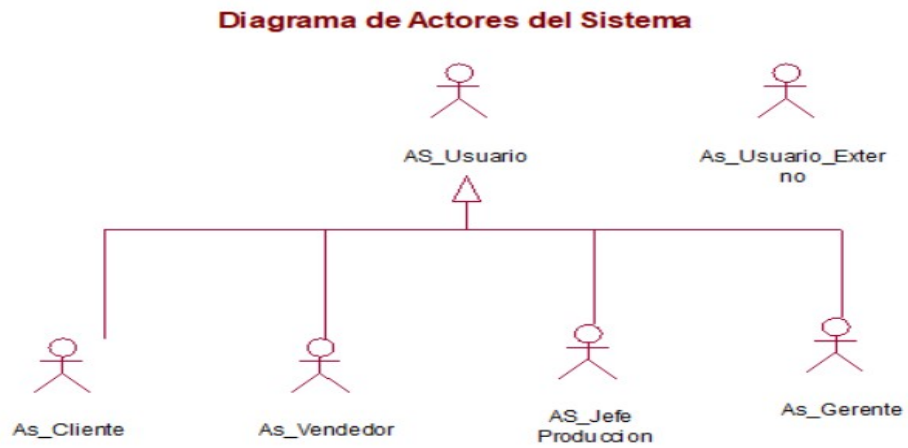 Diagrama de Actores del Sistema
AS_Usuario
As_Usuario_Exter
no
As_Cliente
As_Vendedor
AS_Jefe
Produccion
As_Gerente